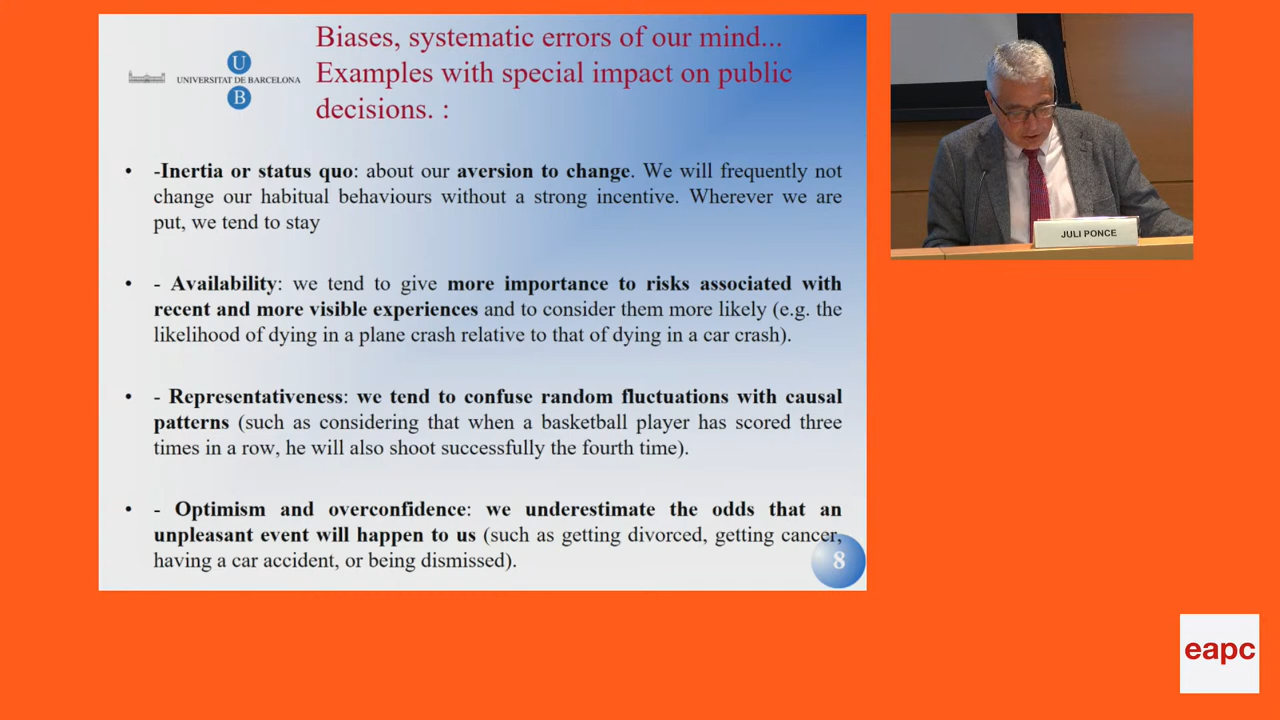 Biases, systematic errors of our mind...
Examples with special impact on public
decisions. :
U
UNIVERSITAT DE BARCELONA
B
• -Inertia or status quo: about our aversion to change. We will frequently not
change our habitual behaviours without a strong incentive. Wherever we are
put, we tend to stay
• - Availability: we tend to give more importance to risks associated with
recent and more visible experiences and to consider them more likely (e.g. the
likelihood of dying in a plane crash relative to that of dying in a car crash).
• - Representativeness: we tend to confuse random fluctuations with causal
patterns (such as considering that when a basketball player has scored three
times in a row, he will also shoot successfully the fourth time).
• - Optimism and overconfidence: we underestimate the odds that an
unpleasant event will happen to us (such as getting divorced, getting cancer,
having a car accident, or being dismissed).
8
JULI PONCE
eapc